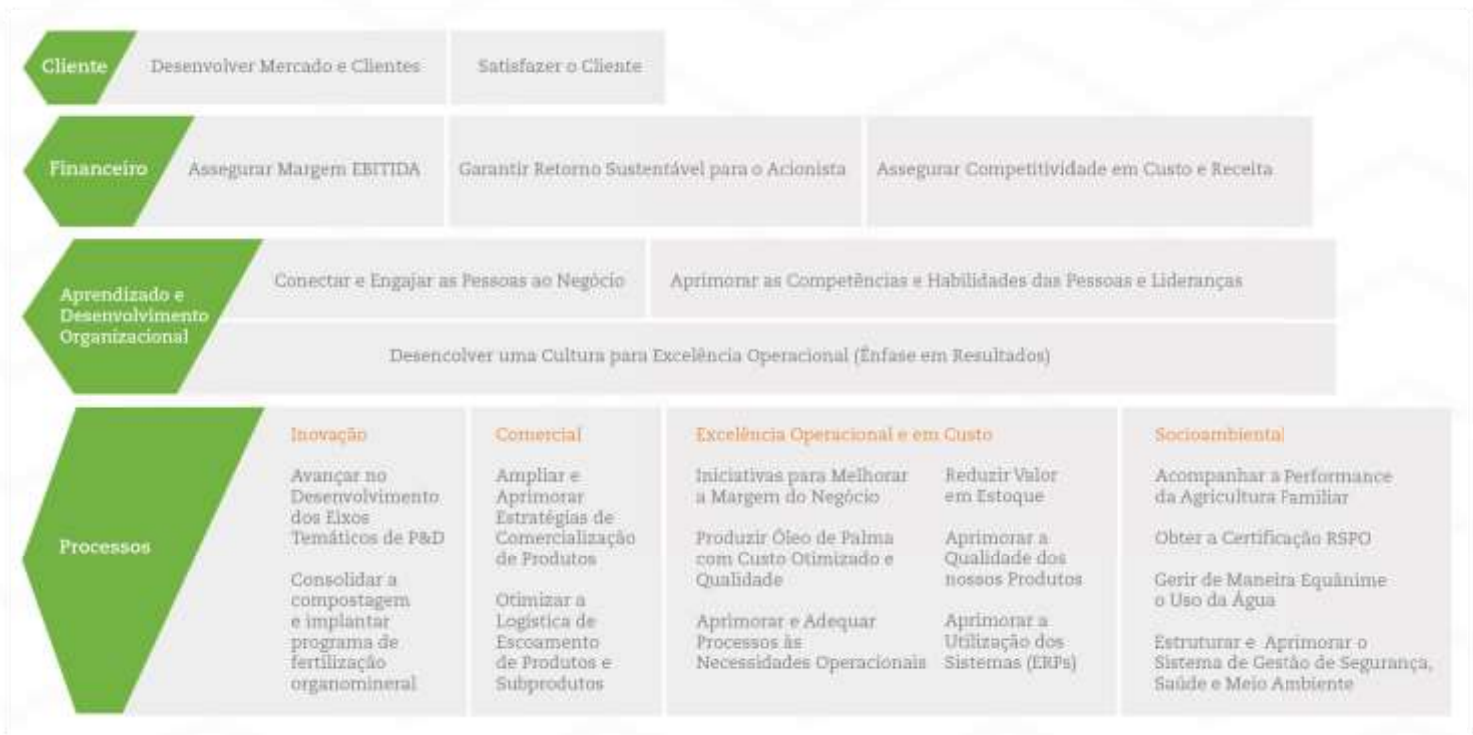 Cliente
Desenvolver Mercado e Clientes
Satisfazer o Cliente
Financeiro
Assegurar Margem EBITIDA
Garantir Retorno Sustentável para o Acionista
Assegurar Competitividade em Custo e Receita
Aprendizado e
Desenvolvimento
Organizacional
Conectar e Engajar as Pessoas ao Negócio
Aprimorar as Competências e Habilidades das Pessoas e Lideranças
Desencolver uma Cultura para Excelência Operacional (Ênfase em Resultados)
Processos
Inovação
Avançar no
Desenvolvimento
dos Eixos
Temáticos de P&D
Consolidar a
compostagem
e implantar
programa de
fertilização
organomineral
Comercial
Ampliar e
Aprimorar
Estratégias de
Comercialização
de Produtos
Otimizar a
Logística de
Escoamento
de Produtos e
Subprodutos
Excelência Operacional e em Custo
Iniciativas para Melhorar
a Margem do Negócio
Produzir Óleo de Palma
com Custo Otimizado e
Qualidade
Aprimorar e Adequar
Processos às
Necessidades Operacionais
Reduzir Valor
em Estoque
Aprimorar a
Qualidade dos
nossos Produtos
Aprimorar a
Utilização dos
Sistemas (ERPs)
Socioambiental
Acompanhar a Performance
da Agricultura Familiar
Obter a Certificação RSPO
Gerir de Maneira Equânime
o Uso da Água
Estruturar e Aprimorar o
Sistema de Gestão de Segurança,
Saúde e Meio Ambiente